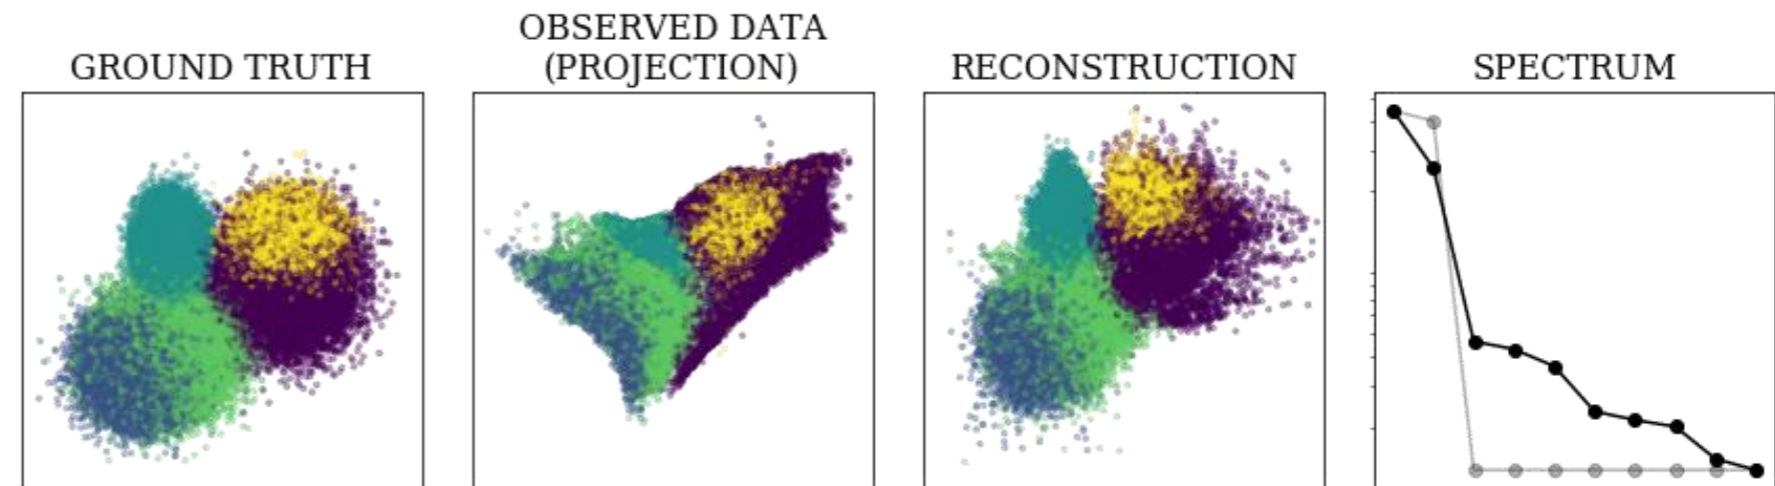 GROUND TRUTH
OBSERVED DATA
(PROJECTION)
RECONSTRUCTION
SPECTRUM